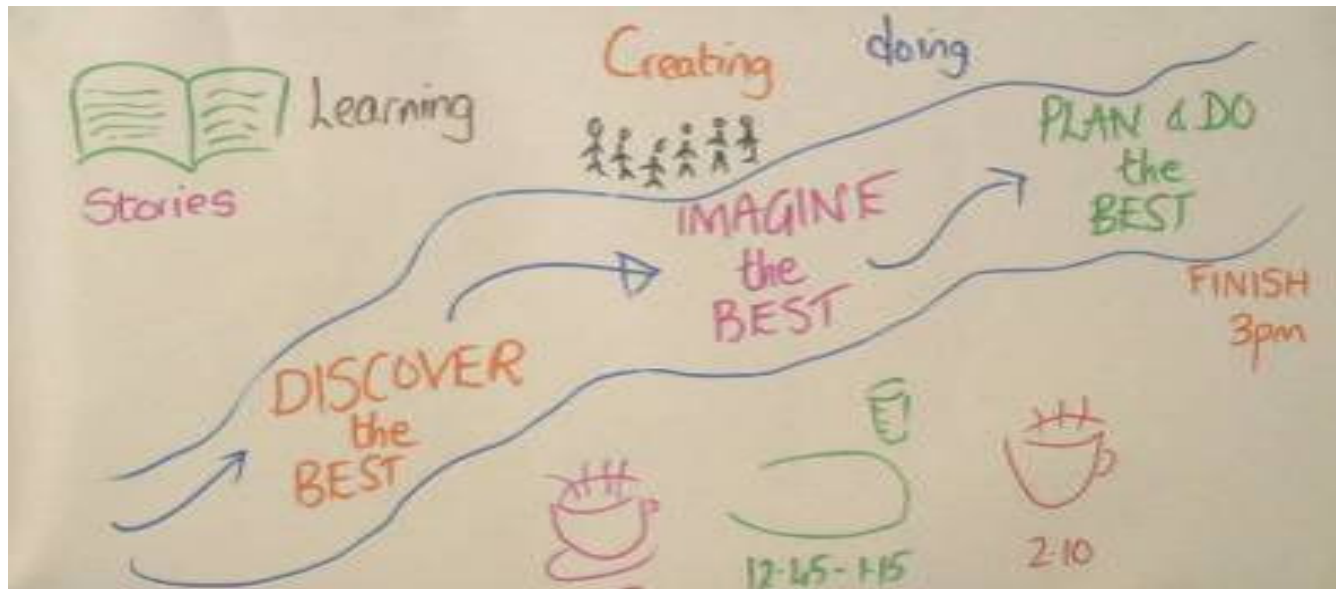 Learning
Stories
Creating
doing
DISCOVER
the
BEST
IMAGINE
the
BEST
PLAN & DO
the
BEST
FINISH
3pm
12-45-1-15
2-10